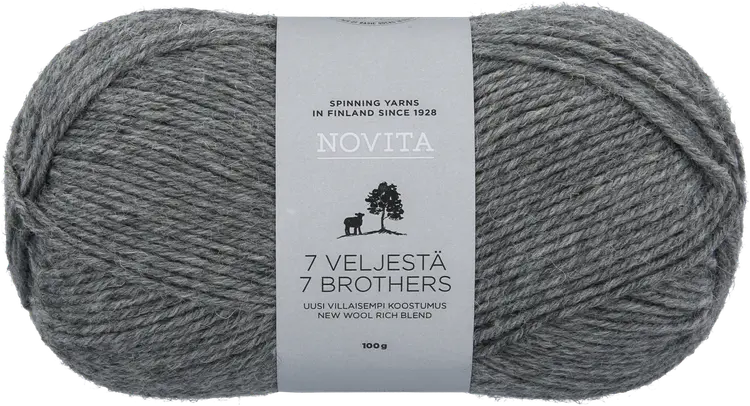 SPINNING YARNS
IN FINLAND SINCE 1928
NOVITA
7 VELJESTÄ
7 BROTHERS
UUSI VILLAISEMPI KOOSTUMUS
NEW WOOL RICH BLEND
100g